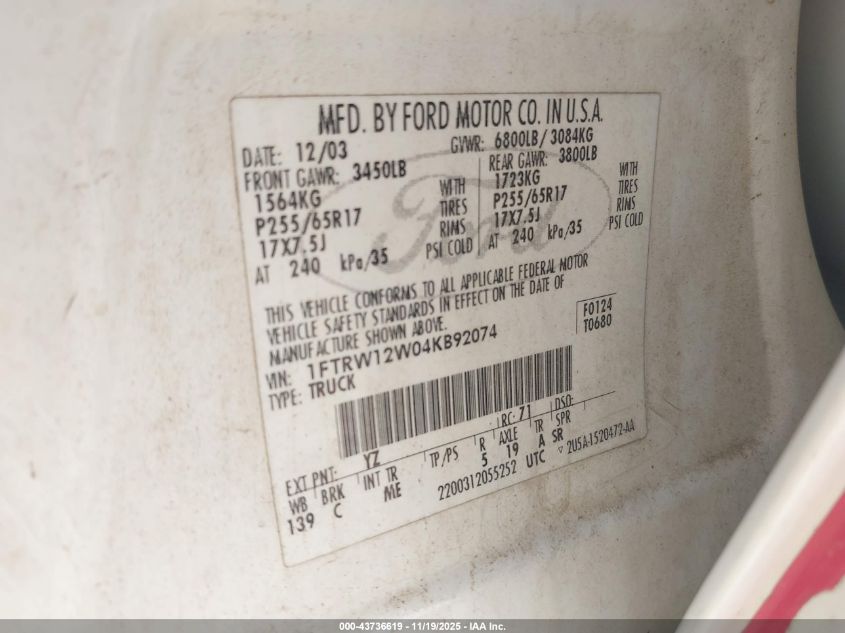 MFD. BY FORD MOTOR CO. IN U.S.A.
DATE: 12/03 GVWR: 6800LB/ 3084KG
FRONT GAWR: 3450LB REAR GAWR: 3800LB
1564KG WITH 1723KG WITH
P255/65R17 TIRES P255/65R17 TIRES
17X7.5J RIMS 17X7.5J RIMS
AT 240 kPa/35 PSI COLD AT 240 kPa/35 PSI COLD
Ford
THIS VEHICLE CONFORMS TO ALL APPLICABLE FEDERAL MOTOR
VEHICLE SAFETY STANDARDS IN EFFECT ON THE DATE OF
MANUFACTURE SHOWN ABOVE.
F0124
T0680
VIN: 1FTRW12W04KB92074
TYPE: TRUCK
RC: 71 DSO:
EXT PNT: YZ
WB BRK INT TR TP/PS R AXLE TR SPR
139 C ME 5 19 A SR
2200312055252 UTC ▽ 2U5A-1520472-AA
000-43736619 - 11/19/2025 - IAA Inc.